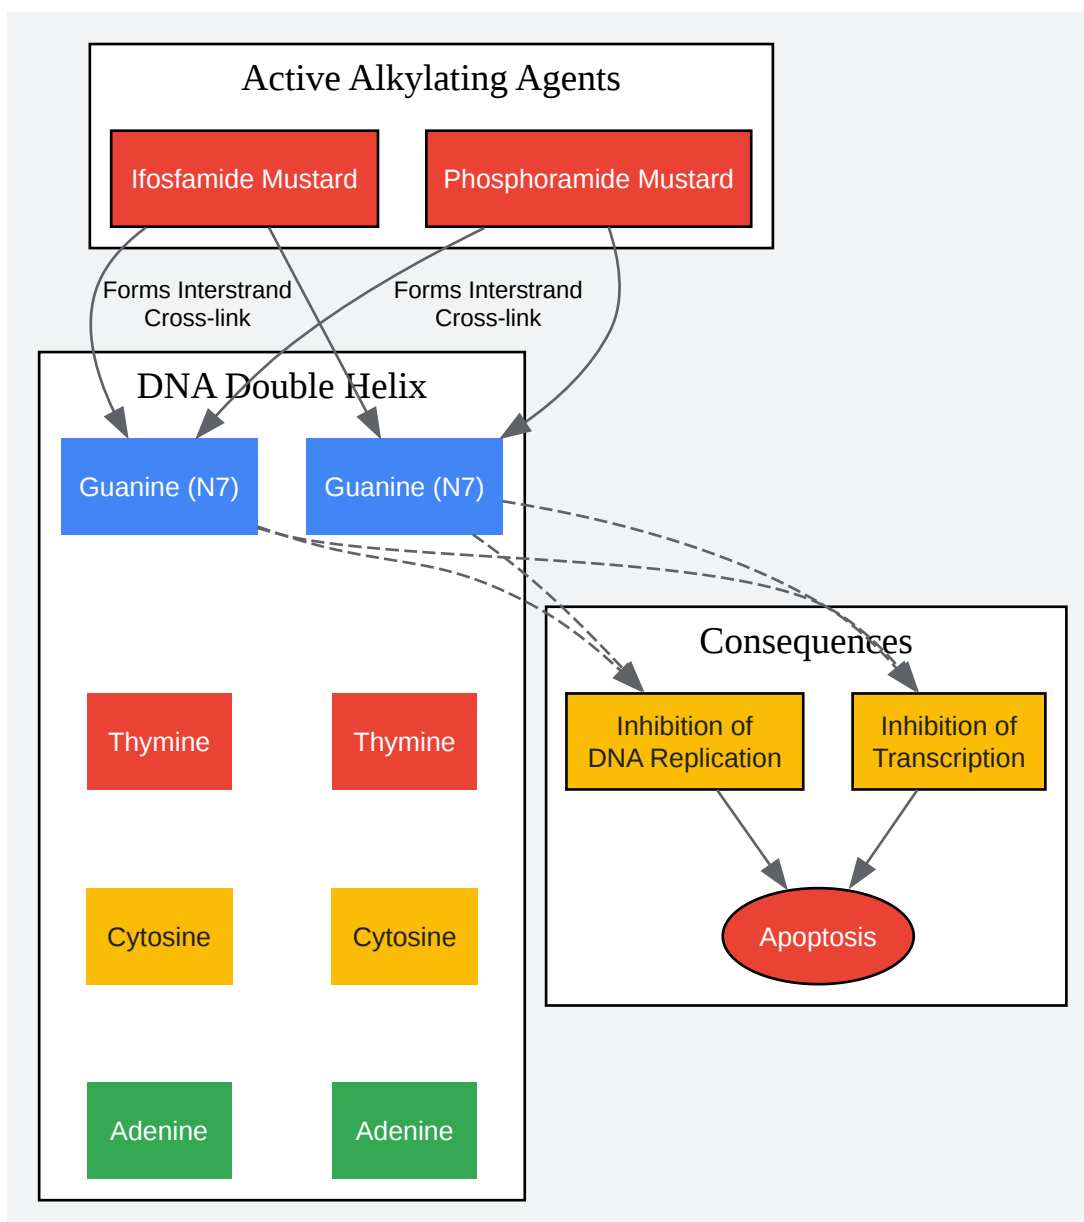 Active Alkylating Agents
Ifosfamide Mustard
Phosphoramide Mustard
Forms Interstrand
Cross-link
Forms Interstrand
Cross-link
DNA Double Helix
Guanine (N7)
Guanine (N7)
Thymine
Thymine
Cytosine
Cytosine
Adenine
Adenine
Consequences
Inhibition of
DNA Replication
Inhibition of
Transcription
Apoptosis